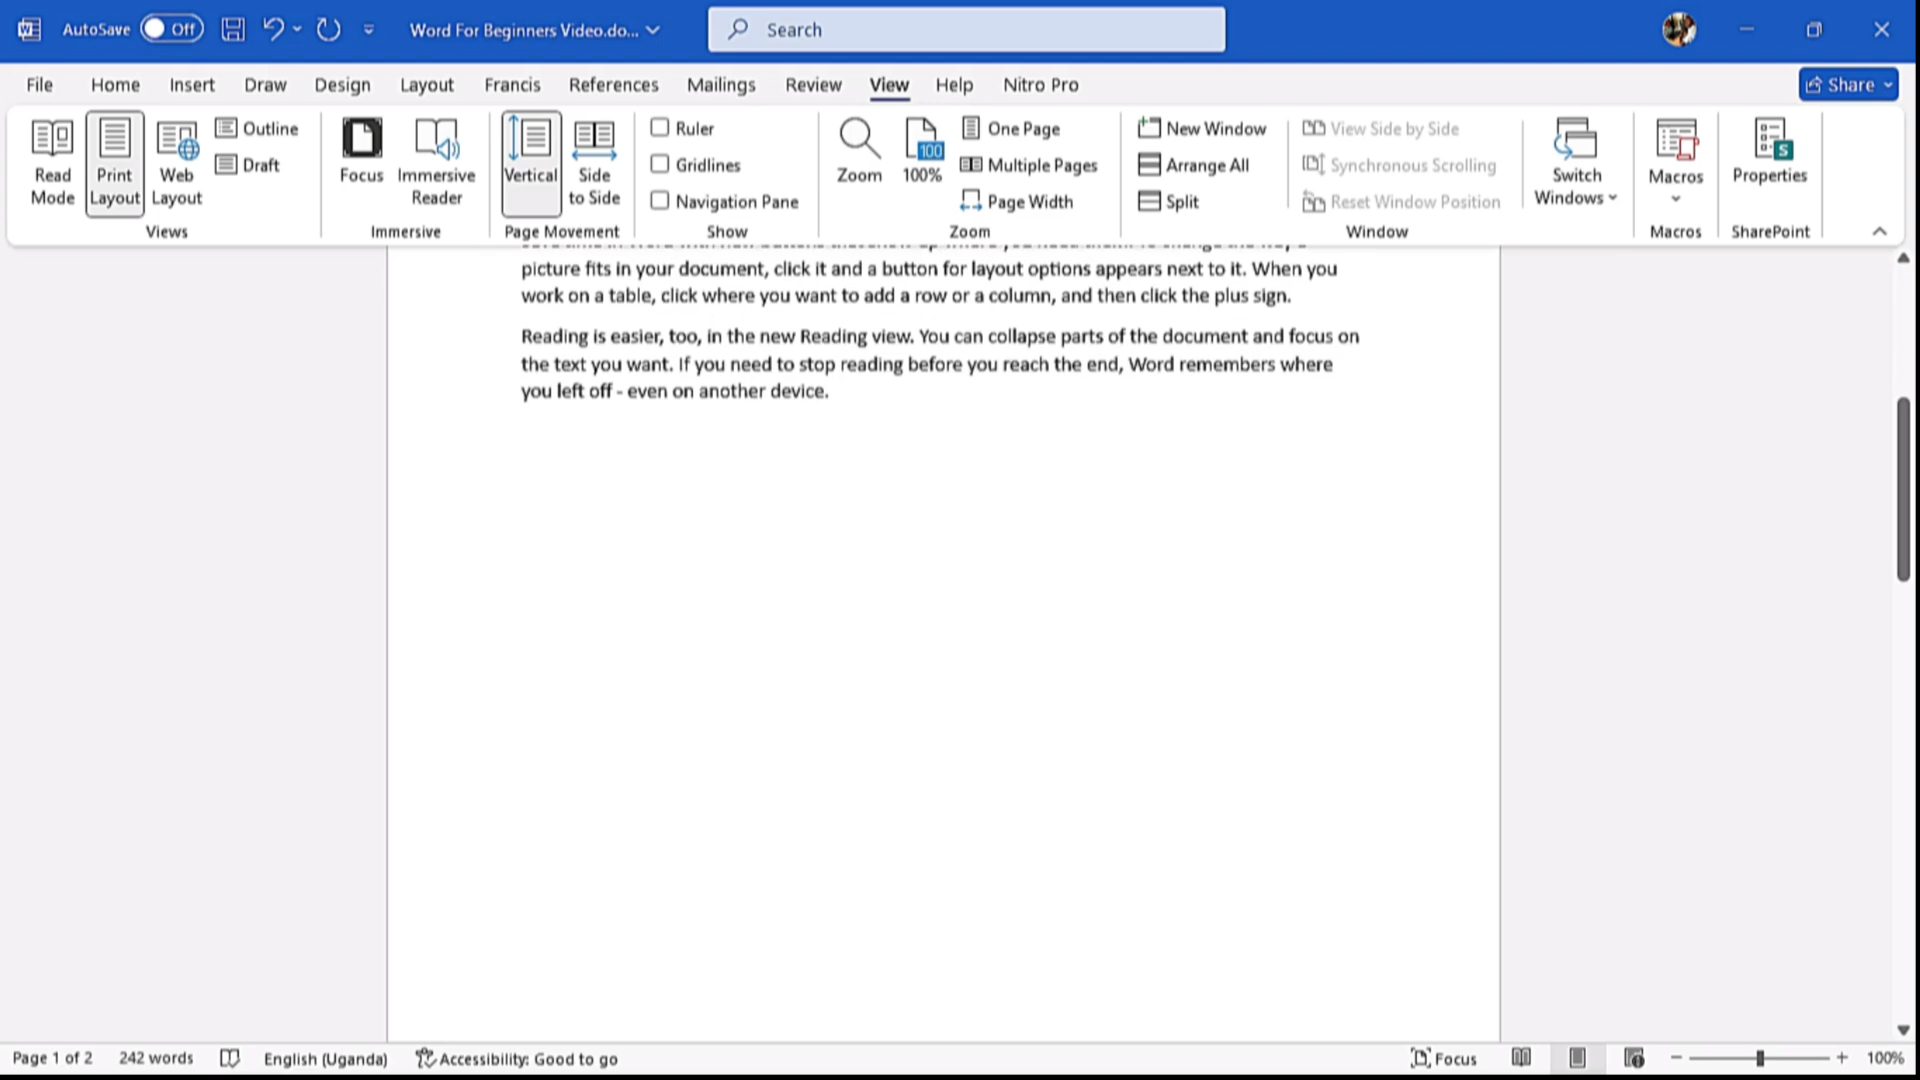 AutoSave Off Word For Beginners Video.do... Search
File Home Insert Draw Design Layout Francis References Mailings Review View Help Nitro Pro Share
Read Mode
Print Layout
Web Layout
Outline
Draft
Views
Focus
Immersive Reader
Immersive
Vertical
Side to Side
Page Movement
Ruler
Gridlines
Navigation Pane
Show
Zoom
100
100%
One Page
Multiple Pages
Page Width
Zoom
New Window
Arrange All
Split
View Side by Side
Synchronous Scrolling
Reset Window Position
Switch Windows
Window
Macros
Macros
S
Properties
SharePoint
picture fits in your document, click it and a button for layout options appears next to it. When you
work on a table, click where you want to add a row or a column, and then click the plus sign.
Reading is easier, too, in the new Reading view. You can collapse parts of the document and focus on
the text you want. If you need to stop reading before you reach the end, Word remembers where
you left off - even on another device.
Page 1 of 2 242 words English (Uganda) Accessibility: Good to go Focus 100%